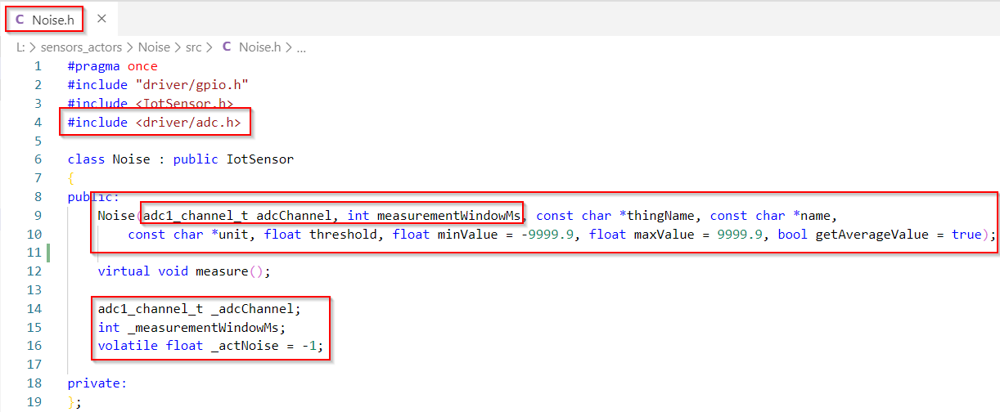 C Noise.h ×
L: > sensors_actors > Noise > src > C Noise.h > ...
1 #pragma once
2 #include "driver/gpio.h"
3 #include <IotSensor.h>
4 #include <driver/adc.h>
5
6 class Noise : public IotSensor
7 {
8 public:
9 Noise(adc1_channel_t adcChannel, int measurementWindowMs, const char *thingName, const char *name,
10 const char *unit, float threshold, float minValue = -9999.9, float maxValue = 9999.9, bool getAverageValue = true);
11
12 virtual void measure();
13
14 adc1_channel_t _adcChannel;
15 int _measurementWindowMs;
16 volatile float _actNoise = -1;
17
18 private:
19 };